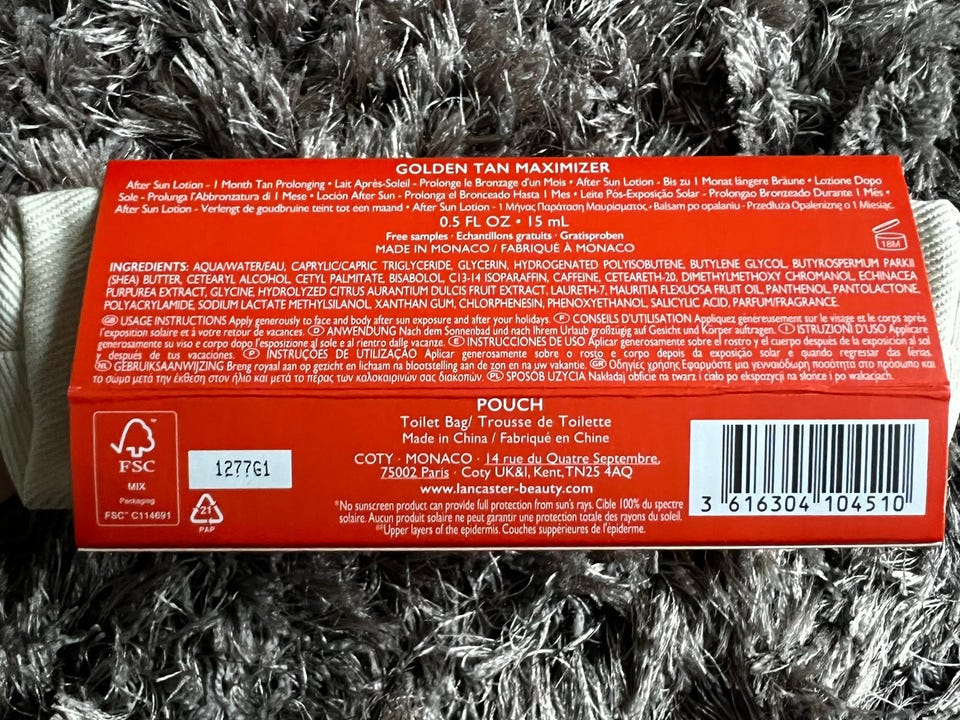 GOLDEN TAN MAXIMIZER
After Sun Lotion - 1 Month Tan Prolonging • Lait Après-Soleil - Prolonge le Bronzage d'un Mois • After Sun Lotion - Bis zu 1 Monat längere Bräune • Lozione Dopo
Sole - Prolunga l'Abbronzatura di 1 Mese • Loción After Sun - Prolonga el Bronceado Hasta 1 Mes • Leite Pós-Exposição Solar - Prolonga Bronzeado Durante 1 Mês •
After Sun Lotion - Verlengt de goudbruine teint tot een maand • After Sun Lotion - 1 Μήνας Παράταση Μαυρίσματος • Balsam po opalaniu - Przedłuża Opaleniznę o 1 Miesiąc.
0.5 FL OZ • 15 mL
Free samples · Echantillons gratuits · Gratisproben
MADE IN MONACO / FABRIQUÉ À MONACO
18M
INGREDIENTS: AQUA/WATER/EAU, CAPRYLIC/CAPRIC TRIGLYCERIDE, GLYCERIN, HYDROGENATED POLYISOBUTENE, BUTYLENE GLYCOL, BUTYROSPERMUM PARKII
(SHEA) BUTTER, CETEARYL ALCOHOL, CETYL PALMITATE, BISABOLOL, C13-14 ISOPARAFFIN, CAFFEINE, CETEARETH-20, DIMETHYLMETHOXY CHROMANOL, ECHINACEA
PURPUREA EXTRACT, GLYCINE, HYDROLYZED CITRUS AURANTIUM DULCIS FRUIT EXTRACT, LAURETH-7, MAURITIA FLEXUOSA FRUIT OIL, PANTHENOL, PANTOLACTONE,
POLYACRYLAMIDE, SODIUM LACTATE METHYLSILANOL, XANTHAN GUM, CHLORPHENESIN, PHENOXYETHANOL, SALICYLIC ACID, PARFUM/FRAGRANCE.
GB USAGE INSTRUCTIONS Apply generously to face and body after sun exposure and after your holidays. F CONSEILS D'UTILISATION Appliquez généreusement sur le visage et le corps après
l'exposition solaire et à votre retour de vacances. D ANWENDUNG Nach dem Sonnenbad und nach Ihrem Urlaub großzügig auf Gesicht und Körper auftragen. I ISTRUZIONI D'USO Applicare
generosamente su viso e corpo dopo l'esposizione al sole e al rientro dalle vacanze. E INSTRUCCIONES DE USO Aplicar generosamente sobre el rostro y el cuerpo después de la exposición al sol
y después de tus vacaciones. P INSTRUÇÕES DE UTILIZAÇÃO Aplicar generosamente sobre o rosto e corpo depois da exposição solar e quando regressar das férias.
NL GEBRUIKSAANWIJZING Breng royaal aan op gezicht en lichaam na blootstelling aan de zon en na uw vakantie. GR Οδηγίες χρήσης Εφαρμόστε μια γενναιόδωρη ποσότητα στο πρόσωπο και
το σώμα μετά την έκθεση στον ήλιο και μετά το πέρας των καλοκαιρινών σας διακοπών. PL SPOSÓB UŻYCIA Nakładaj obficie na twarz i ciało po ekspozycji na słońce i po wakacjach.
POUCH
Toilet Bag/ Trousse de Toilette
Made in China / Fabriqué en Chine
COTY · MONACO · 14 rue du Quatre Septembre,
75002 Paris · Coty UK&I, Kent, TN25 4AQ
www.lancaster-beauty.com
*No sunscreen product can provide full protection from sun's rays. Cible 100% du spectre
solaire. Aucun produit solaire ne peut garantir une protection totale des rayons du soleil.
Upper layers of the epidermis. Couches supérieures de l'épiderme.
FSC
MIX
Packaging
FSC™ C114691
1277G1
21
PAP
3 616304 104510